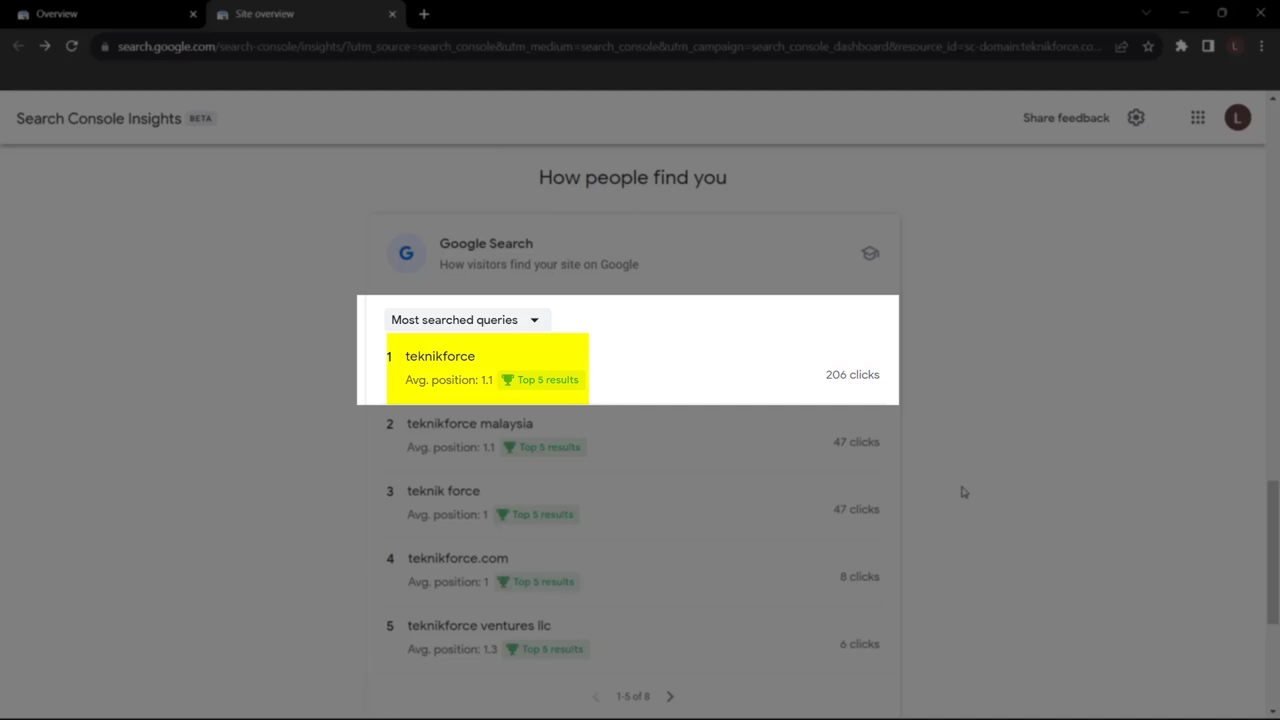 Overview
Site overview
search.google.com/search-console/insights/?utm_source=search_console&utm_medium=search_console&utm_campaign=search_console_dashboard&resource_id=sc-domain:teknikforce.co...
L
Search Console Insights BETA
Share feedback
L
How people find you
G
Google Search
How visitors find your site on Google
Most searched queries
1 teknikforce
Avg. position: 1.1 Top 5 results
206 clicks
2 teknikforce malaysia
Avg. position: 1.1 Top 5 results
47 clicks
3 teknik force
Avg. position: 1 Top 5 results
47 clicks
4 teknikforce.com
Avg. position: 1 Top 5 results
8 clicks
5 teknikforce ventures llc
Avg. position: 1.3 Top 5 results
6 clicks
1-5 of 8